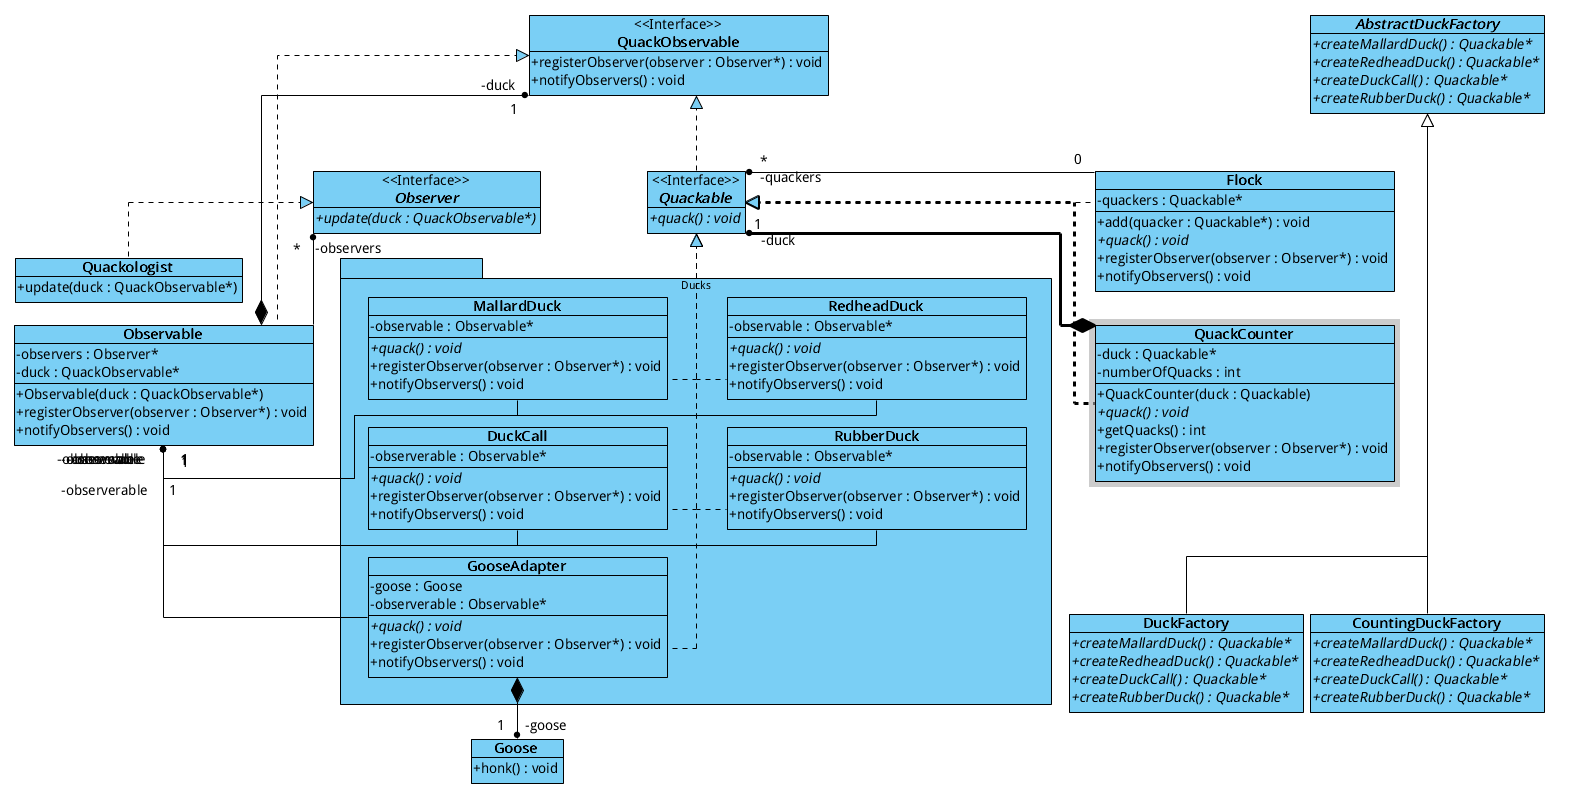 <<Interface>>
QuackObservable
+registerObserver(observer : Observer*) : void
+notifyObservers() : void
-duck
1
AbstractDuckFactory
+createMallardDuck() : Quackable*
+createRedheadDuck() : Quackable*
+createDuckCall() : Quackable*
+createRubberDuck() : Quackable*
<<Interface>>
Observer
+update(duck : QuackObservable*)
*
-observers
<<Interface>>
Quackable
+quack() : void
*
-quackers
0
1
-duck
Flock
-quackers : Quackable*
+add(quacker : Quackable*) : void
+quack() : void
+registerObserver(observer : Observer*) : void
+notifyObservers() : void
Quackologist
+update(duck : QuackObservable*)
Observable
-observers : Observer*
-duck : QuackObservable*
+Observable(duck : QuackObservable*)
+registerObserver(observer : Observer*) : void
+notifyObservers() : void
1
-observerable
1
Ducks
MallardDuck
-observable : Observable*
+quack() : void
+registerObserver(observer : Observer*) : void
+notifyObservers() : void
RedheadDuck
-observable : Observable*
+quack() : void
+registerObserver(observer : Observer*) : void
+notifyObservers() : void
DuckCall
-observable : Observable*
+quack() : void
+registerObserver(observer : Observer*) : void
+notifyObservers() : void
RubberDuck
-observable : Observable*
+quack() : void
+registerObserver(observer : Observer*) : void
+notifyObservers() : void
GooseAdapter
-goose : Goose
-observerable : Observable*
+quack() : void
+registerObserver(observer : Observer*) : void
+notifyObservers() : void
1
-goose
Goose
+honk() : void
QuackCounter
-duck : Quackable*
-numberOfQuacks : int
+QuackCounter(duck : Quackable)
+quack() : void
+getQuacks() : int
+registerObserver(observer : Observer*) : void
+notifyObservers() : void
DuckFactory
+createMallardDuck() : Quackable*
+createRedheadDuck() : Quackable*
+createDuckCall() : Quackable*
+createRubberDuck() : Quackable*
CountingDuckFactory
+createMallardDuck() : Quackable*
+createRedheadDuck() : Quackable*
+createDuckCall() : Quackable*
+createRubberDuck() : Quackable*